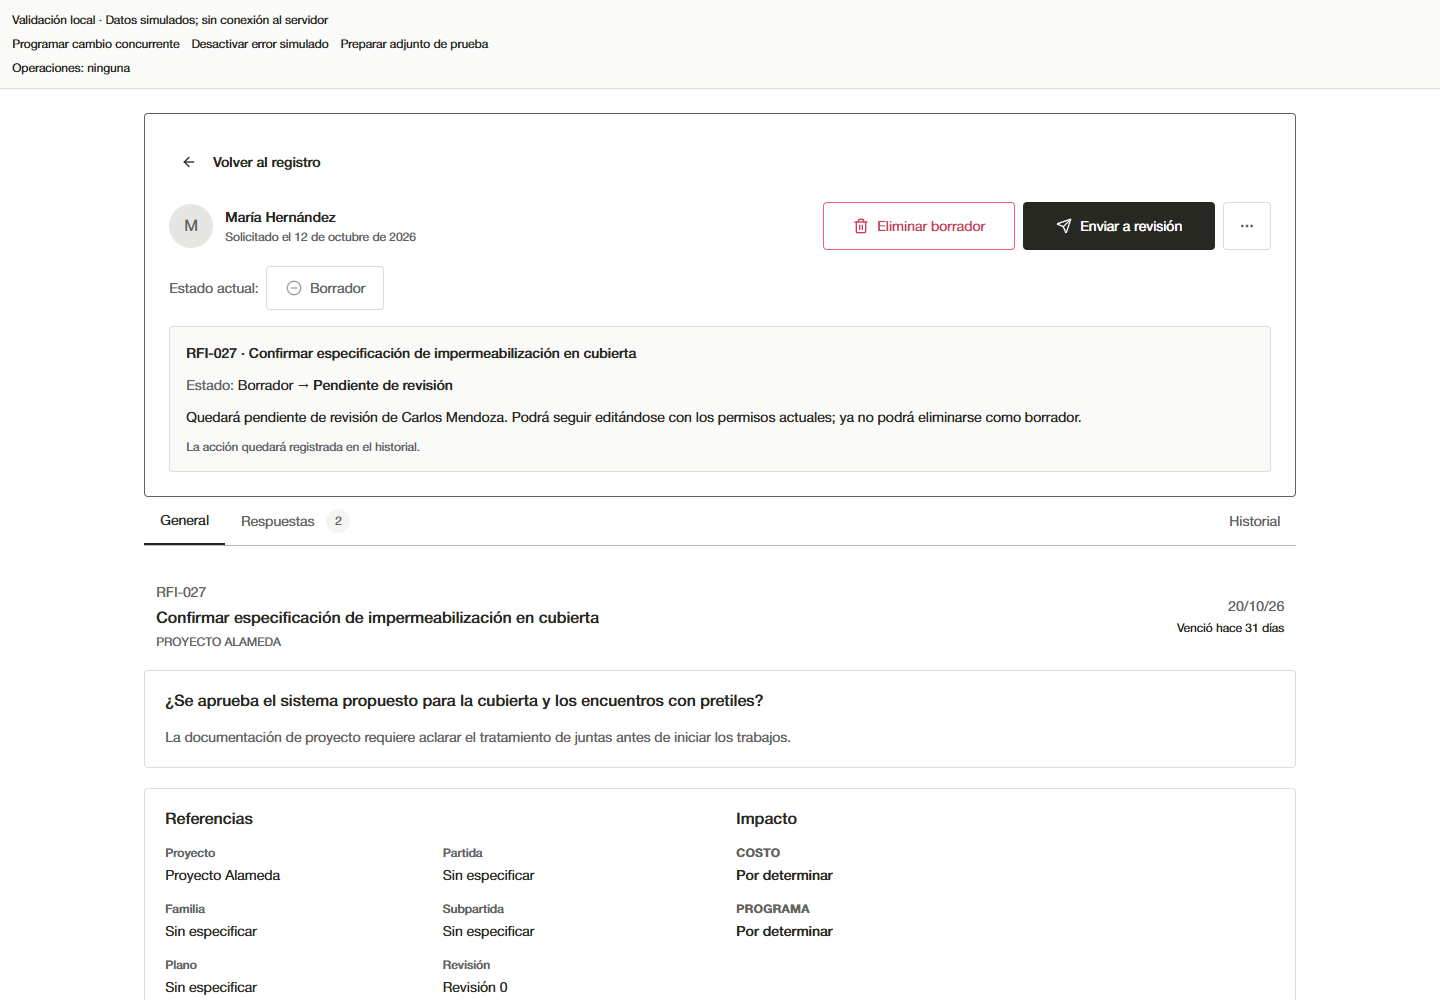 Validación local · Datos simulados; sin conexión al servidor
Programar cambio concurrente Desactivar error simulado Preparar adjunto de prueba
Operaciones: ninguna
← Volver al registro
M
María Hernández
Solicitado el 12 de octubre de 2026
Eliminar borrador
Enviar a revisión
···
Estado actual:
Borrador
RFI-027 · Confirmar especificación de impermeabilización en cubierta
Estado: Borrador → Pendiente de revisión
Quedará pendiente de revisión de Carlos Mendoza. Podrá seguir editándose con los permisos actuales; ya no podrá eliminarse como borrador.
La acción quedará registrada en el historial.
General
Respuestas 2
Historial
RFI-027
Confirmar especificación de impermeabilización en cubierta
PROYECTO ALAMEDA
20/10/26
Venció hace 31 días
¿Se aprueba el sistema propuesto para la cubierta y los encuentros con pretiles?
La documentación de proyecto requiere aclarar el tratamiento de juntas antes de iniciar los trabajos.
Referencias
Proyecto
Proyecto Alameda
Partida
Sin especificar
Familia
Sin especificar
Subpartida
Sin especificar
Plano
Sin especificar
Revisión
Revisión 0
Impacto
COSTO
Por determinar
PROGRAMA
Por determinar